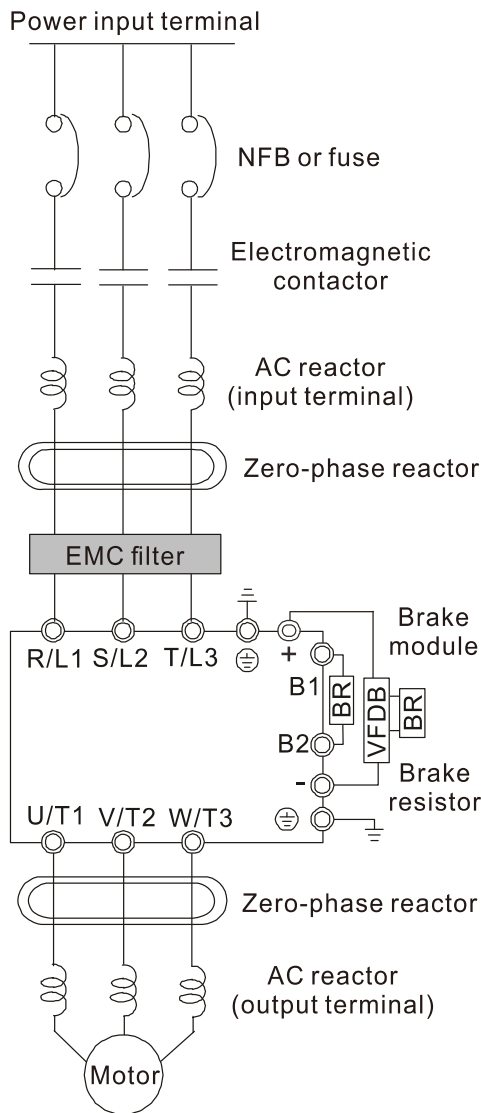 Power input terminal
NFB or fuse
Electromagnetic
contactor
AC reactor
(input terminal)
Zero-phase reactor
EMC filter
R/L1 S/L2 T/L3
+
B1
BR
B2
-
Brake
module
VFDB
BR
Brake
resistor
U/T1 V/T2 W/T3
Zero-phase reactor
AC reactor
(output terminal)
Motor